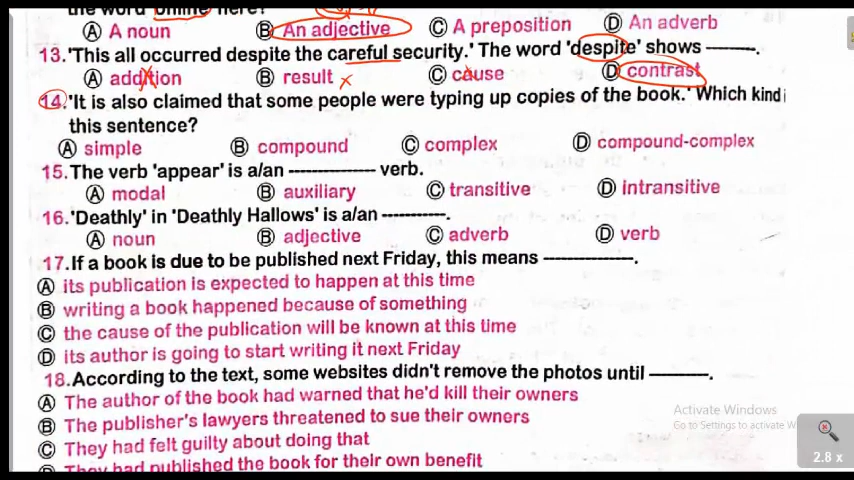 the word 'online' here?
Ⓐ A noun Ⓑ An adjective Ⓒ A preposition Ⓓ An adverb
13. 'This all occurred despite the careful security.' The word 'despite' shows --------.
Ⓐ addition Ⓑ result Ⓒ cause Ⓓ contrast
14. 'It is also claimed that some people were typing up copies of the book.' Which kind
this sentence?
Ⓐ simple Ⓑ compound Ⓒ complex Ⓓ compound-complex
15. The verb 'appear' is a/an --------------- verb.
Ⓐ modal Ⓑ auxiliary Ⓒ transitive Ⓓ intransitive
16. 'Deathly' in 'Deathly Hallows' is a/an -----------.
Ⓐ noun Ⓑ adjective Ⓒ adverb Ⓓ verb
17. If a book is due to be published next Friday, this means ---------------.
Ⓐ its publication is expected to happen at this time
Ⓑ writing a book happened because of something
Ⓒ the cause of the publication will be known at this time
Ⓓ its author is going to start writing it next Friday
18. According to the text, some websites didn't remove the photos until ---------.
Ⓐ The author of the book had warned that he'd kill their owners
Ⓑ The publisher's lawyers threatened to sue their owners
Ⓒ They had felt guilty about doing that
Ⓓ They had published the book for their own benefit
Activate Windows
Go to Settings to activate W
2.8 x